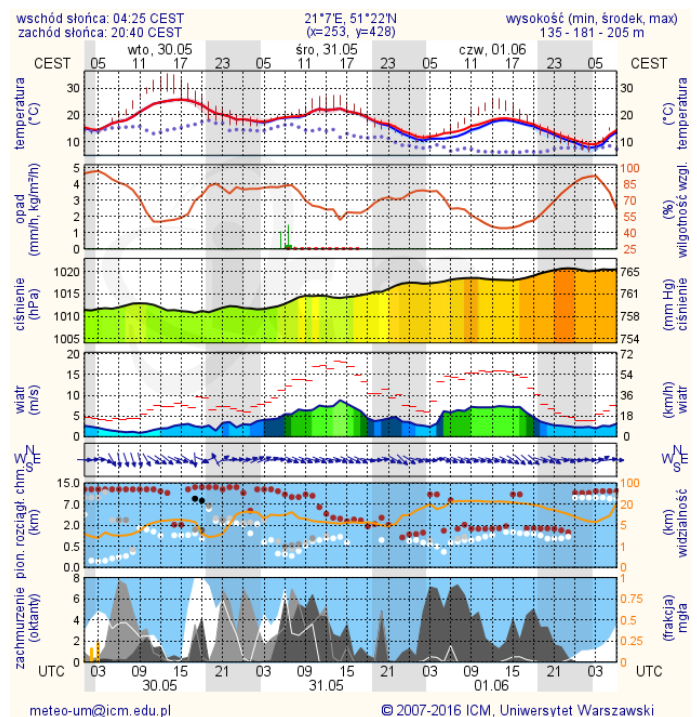 wschód słońca: 04:25 CEST 21°7'E, 51°22'N wysokość (min, środek, max)
zachód słońca: 20:40 CEST (x=253, y=428) 135 - 181 - 205 m
wto, 30.05 śro, 31.05 czw, 01.06
CEST 05 11 17 23 05 11 17 23 05 11 17 23 05 CEST
temperatura (°C)
30 30
20 20
10 10
temperatura (°C)
opad (mm/h, kg/m²/h)
5 100
4 85
3 70
2 55
1 40
0 25
(%) wilgotność wzgl.
ciśnienie (hPa)
1020 765
1015 761
1010 758
1005 754
(mm Hg) ciśnienie
wiatr (m/s)
20 72
15 54
10 36
5 18
0 0
(km/h) wiatr
N W E S N W E S
pion. rozciągł. chm. (km)
15.0 100
7.0 20
2.0 5
0.5 1
0.0 0
(km) widzialność
zachmurzenie (oktanty)
8 1
6 0.75
4 0.5
2 0.25
0 0
(frakcja) mgła
UTC 03 09 15 21 03 09 15 21 03 09 15 21 03 UTC
30.05 31.05 01.06
meteo-um@icm.edu.pl © 2007-2016 ICM, Uniwersytet Warszawski